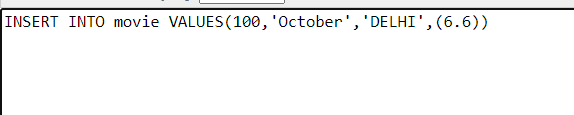 INSERT INTO movie VALUES(100,'October','DELHI',(6.6))